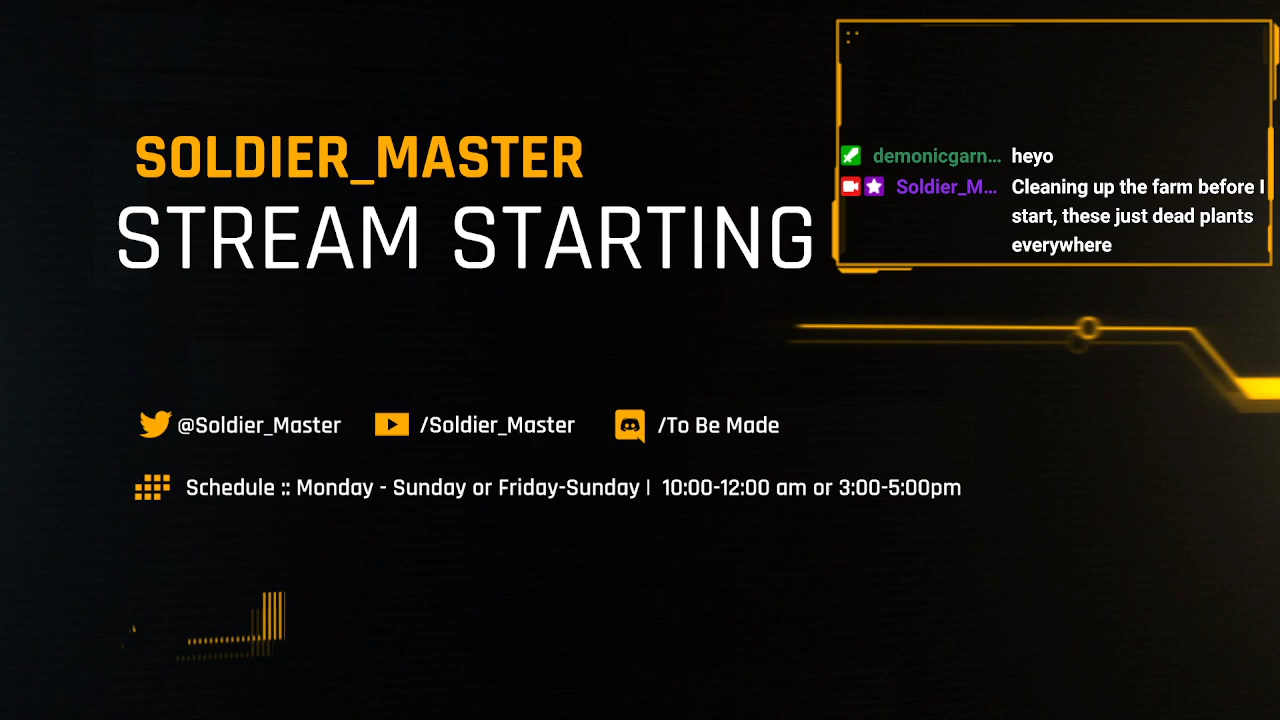 SOLDIER_MASTER
STREAM STARTING
demonicgarn... heyo
Soldier_M... Cleaning up the farm before I
start, these just dead plants
everywhere
@Soldier_Master /Soldier_Master /To Be Made
Schedule :: Monday - Sunday or Friday-Sunday | 10:00-12:00 am or 3:00-5:00pm